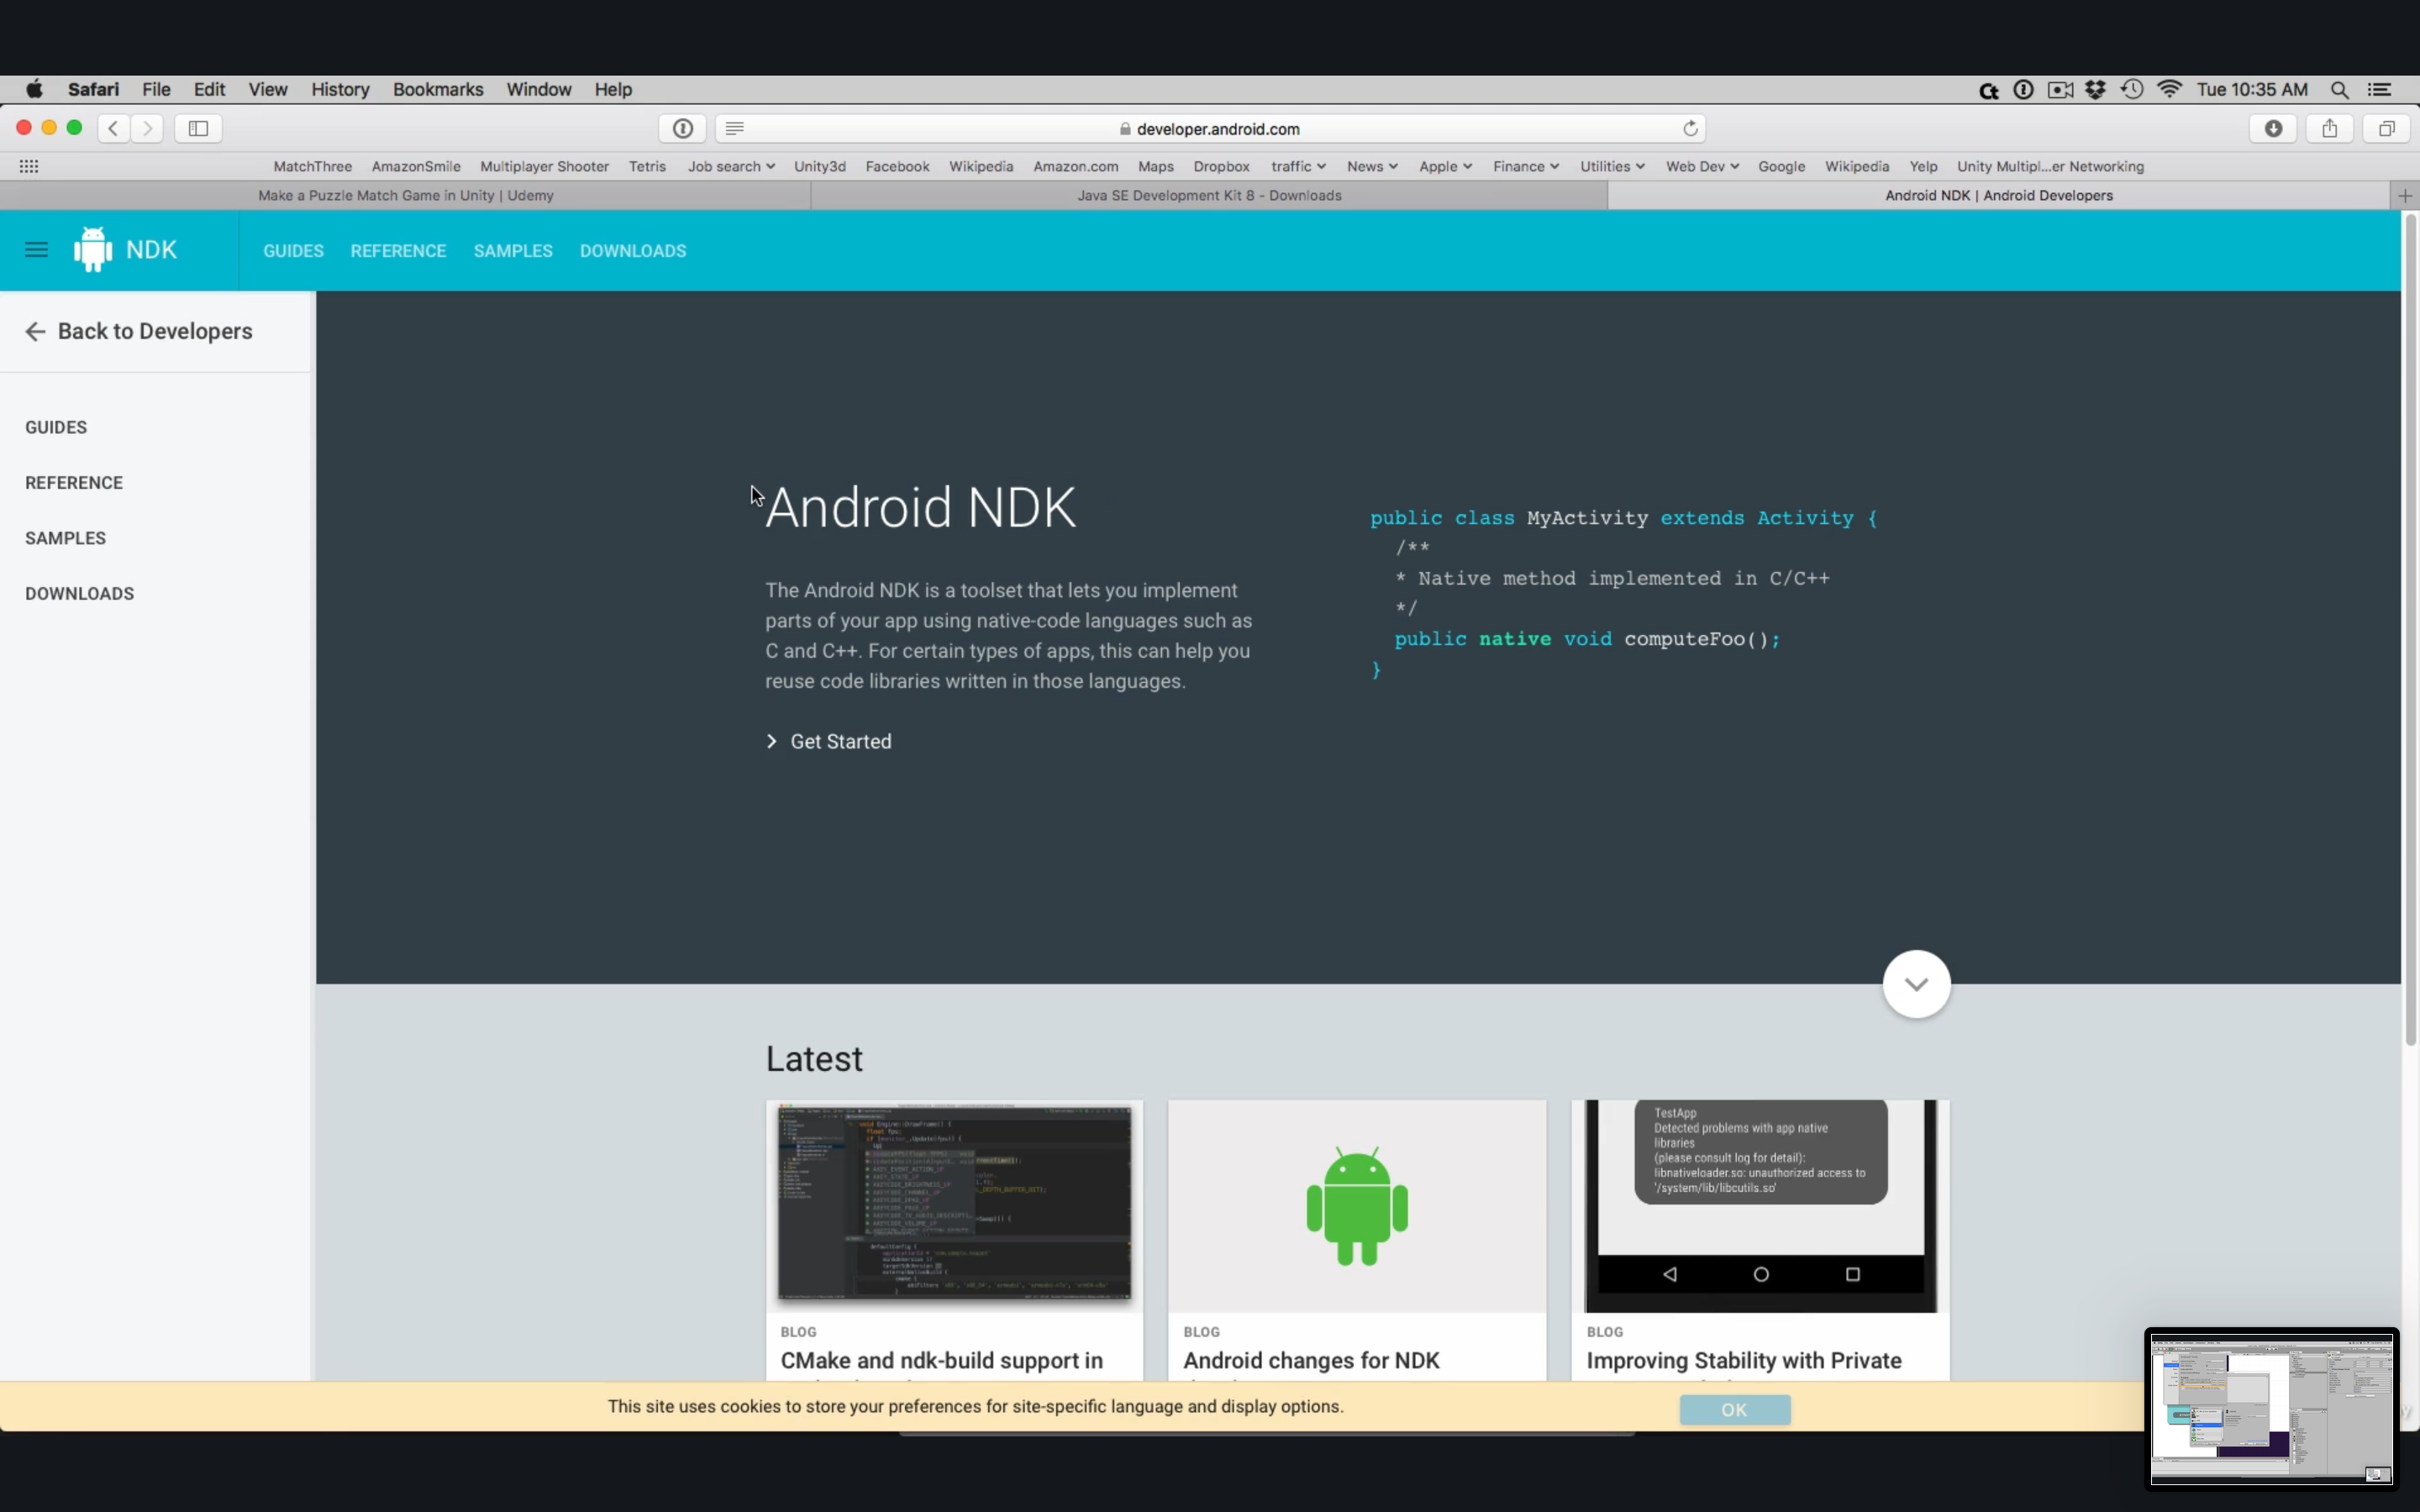 Safari File Edit View History Bookmarks Window Help
Tue 10:35 AM
developer.android.com
MatchThree AmazonSmile Multiplayer Shooter Tetris Job search Unity3d Facebook Wikipedia Amazon.com Maps Dropbox traffic News Apple Finance Utilities Web Dev Google Wikipedia Yelp Unity Multipl...er Networking
Make a Puzzle Match Game in Unity | Udemy
Java SE Development Kit 8 - Downloads
Android NDK | Android Developers
NDK
GUIDES REFERENCE SAMPLES DOWNLOADS
Back to Developers
GUIDES
REFERENCE
SAMPLES
DOWNLOADS
Android NDK
The Android NDK is a toolset that lets you implement
parts of your app using native-code languages such as
C and C++. For certain types of apps, this can help you
reuse code libraries written in those languages.
Get Started
public class MyActivity extends Activity {
/**
* Native method implemented in C/C++
*/
public native void computeFoo();
}
Latest
TestApp
Detected problems with app native
libraries
(please consult log for detail):
libnativeloader.so: unauthorized access to
'/system/lib/libcutils.so'
BLOG
CMake and ndk-build support in
BLOG
Android changes for NDK
BLOG
Improving Stability with Private
This site uses cookies to store your preferences for site-specific language and display options.
OK